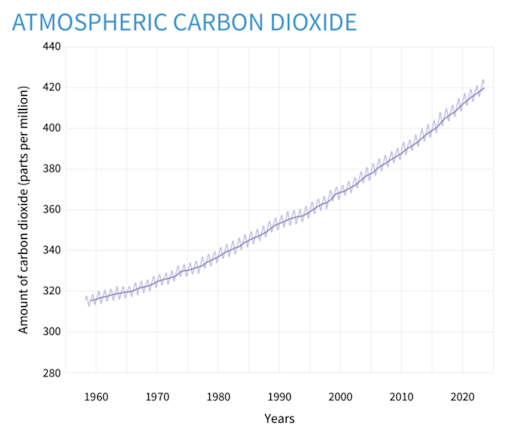 ATMOSPHERIC CARBON DIOXIDE
Amount of carbon dioxide (parts per million)
440
420
400
380
360
340
320
300
280
1960 1970 1980 1990 2000 2010 2020
Years